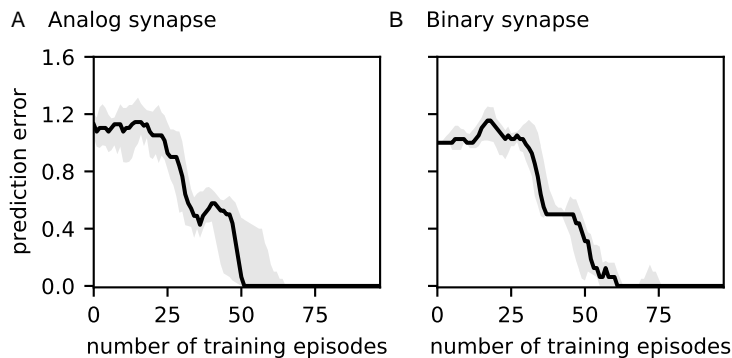 A Analog synapse
B Binary synapse
prediction error
1.6
1.2
0.8
0.4
0.0
0 25 50 75
number of training episodes
0 25 50 75
number of training episodes